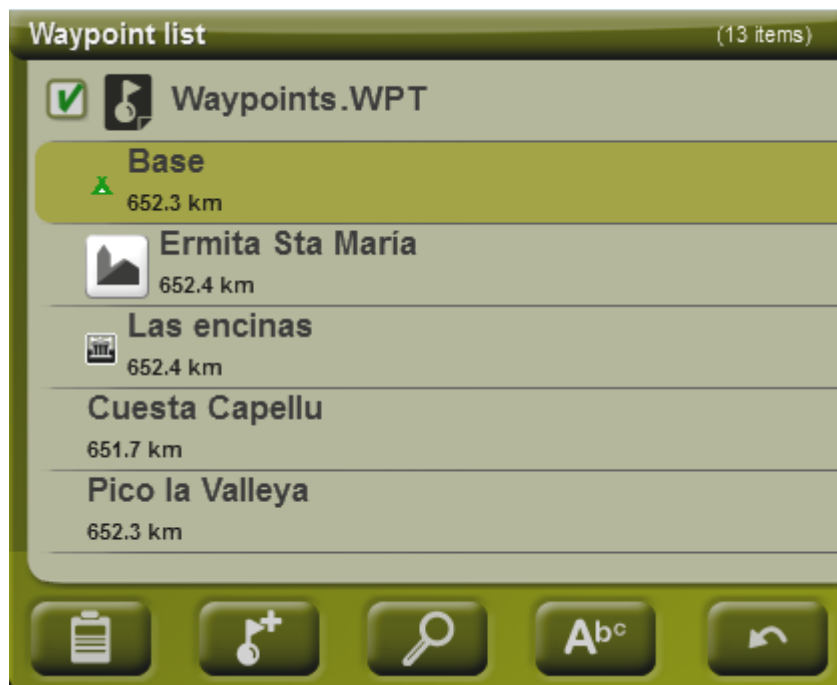 Waypoint list (13 items)
Waypoints.WPT
Base
652.3 km
Ermita Sta María
652.4 km
Las encinas
652.4 km
Cuesta Capellu
651.7 km
Pico la Valleya
652.3 km
Abc